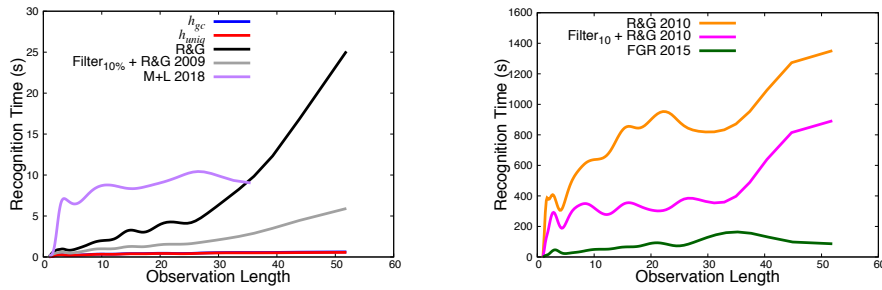 30
25
20
15
10
5
0
Recognition Time (s)
h_gc
h_uniq
R&G
Filter_10% + R&G 2009
M+L 2018
0 10 20 30 40 50 60
Observation Length
1600
1400
1200
1000
800
600
400
200
0
Recognition Time (s)
R&G 2010
Filter_10 + R&G 2010
FGR 2015
0 10 20 30 40 50 60
Observation Length